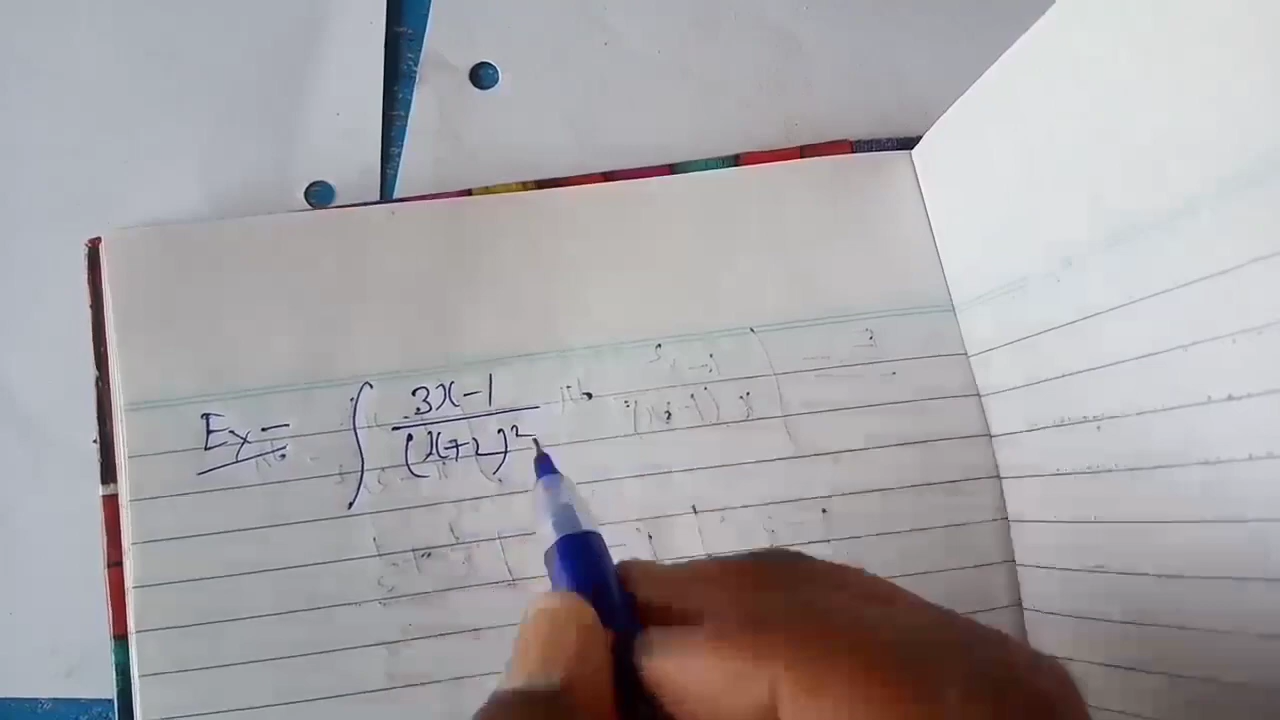 Ex- ∫ 3x-1 / (x+2)²